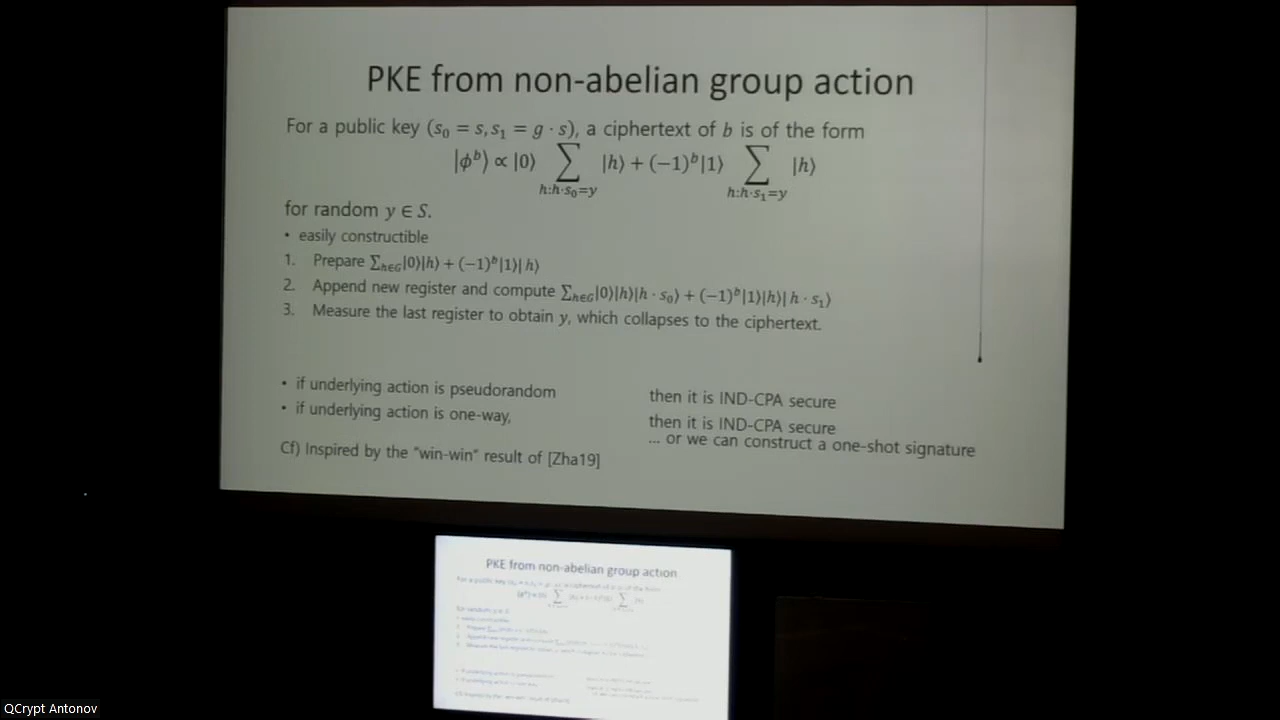 PKE from non-abelian group action
For a public key (s₀ = s, s₁ = g · s), a ciphertext of b is of the form
|ϕᵇ⟩ ∝ |0⟩ ∑ |h⟩ + (−1)ᵇ|1⟩ ∑ |h⟩
h:h·s₀=y h:h·s₁=y
for random y ∈ S.
• easily constructible
1. Prepare ∑h∈G|0⟩|h⟩ + (−1)ᵇ|1⟩| h⟩
2. Append new register and compute ∑h∈G|0⟩|h⟩|h · s₀⟩ + (−1)ᵇ|1⟩|h⟩| h · s₁⟩
3. Measure the last register to obtain y, which collapses to the ciphertext.
• if underlying action is pseudorandom then it is IND-CPA secure
• if underlying action is one-way, then it is IND-CPA secure
... or we can construct a one-shot signature
Cf) Inspired by the "win-win" result of [Zha19]
PKE from non-abelian group action
QCrypt Antonov